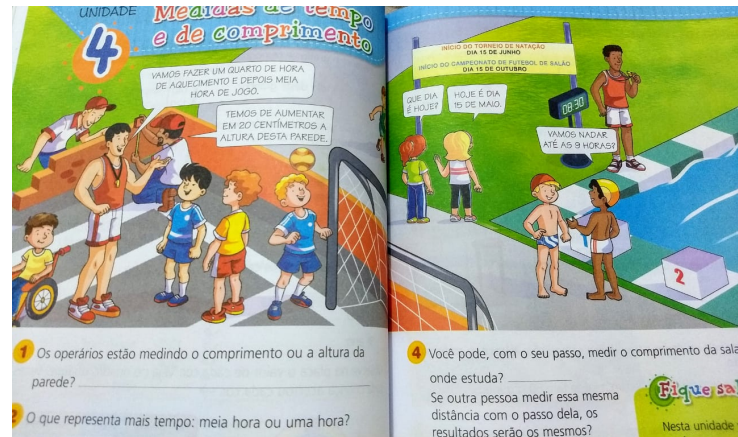 UNIDADE
4
Medidas de tempo
e de comprimento
VAMOS FAZER UM QUARTO DE HORA
DE AQUECIMENTO E DEPOIS MEIA
HORA DE JOGO.
TEMOS DE AUMENTAR
EM 20 CENTÍMETROS A
ALTURA DESTA PAREDE.
1 Os operários estão medindo o comprimento ou a altura da
parede?
2 O que representa mais tempo: meia hora ou uma hora?
INÍCIO DO TORNEIO DE NATAÇÃO
DIA 15 DE JUNHO
INÍCIO DO CAMPEONATO DE FUTEBOL DE SALÃO
DIA 15 DE OUTUBRO
QUE DIA
É HOJE?
HOJE É DIA
15 DE MAIO.
08:30
VAMOS NADAR
ATÉ AS 9 HORAS?
2
4 Você pode, com o seu passo, medir o comprimento da sala
onde estuda?
Se outra pessoa medir essa mesma
distância com o passo dela, os
resultados serão os mesmos?
Fique sa
Nesta unidade